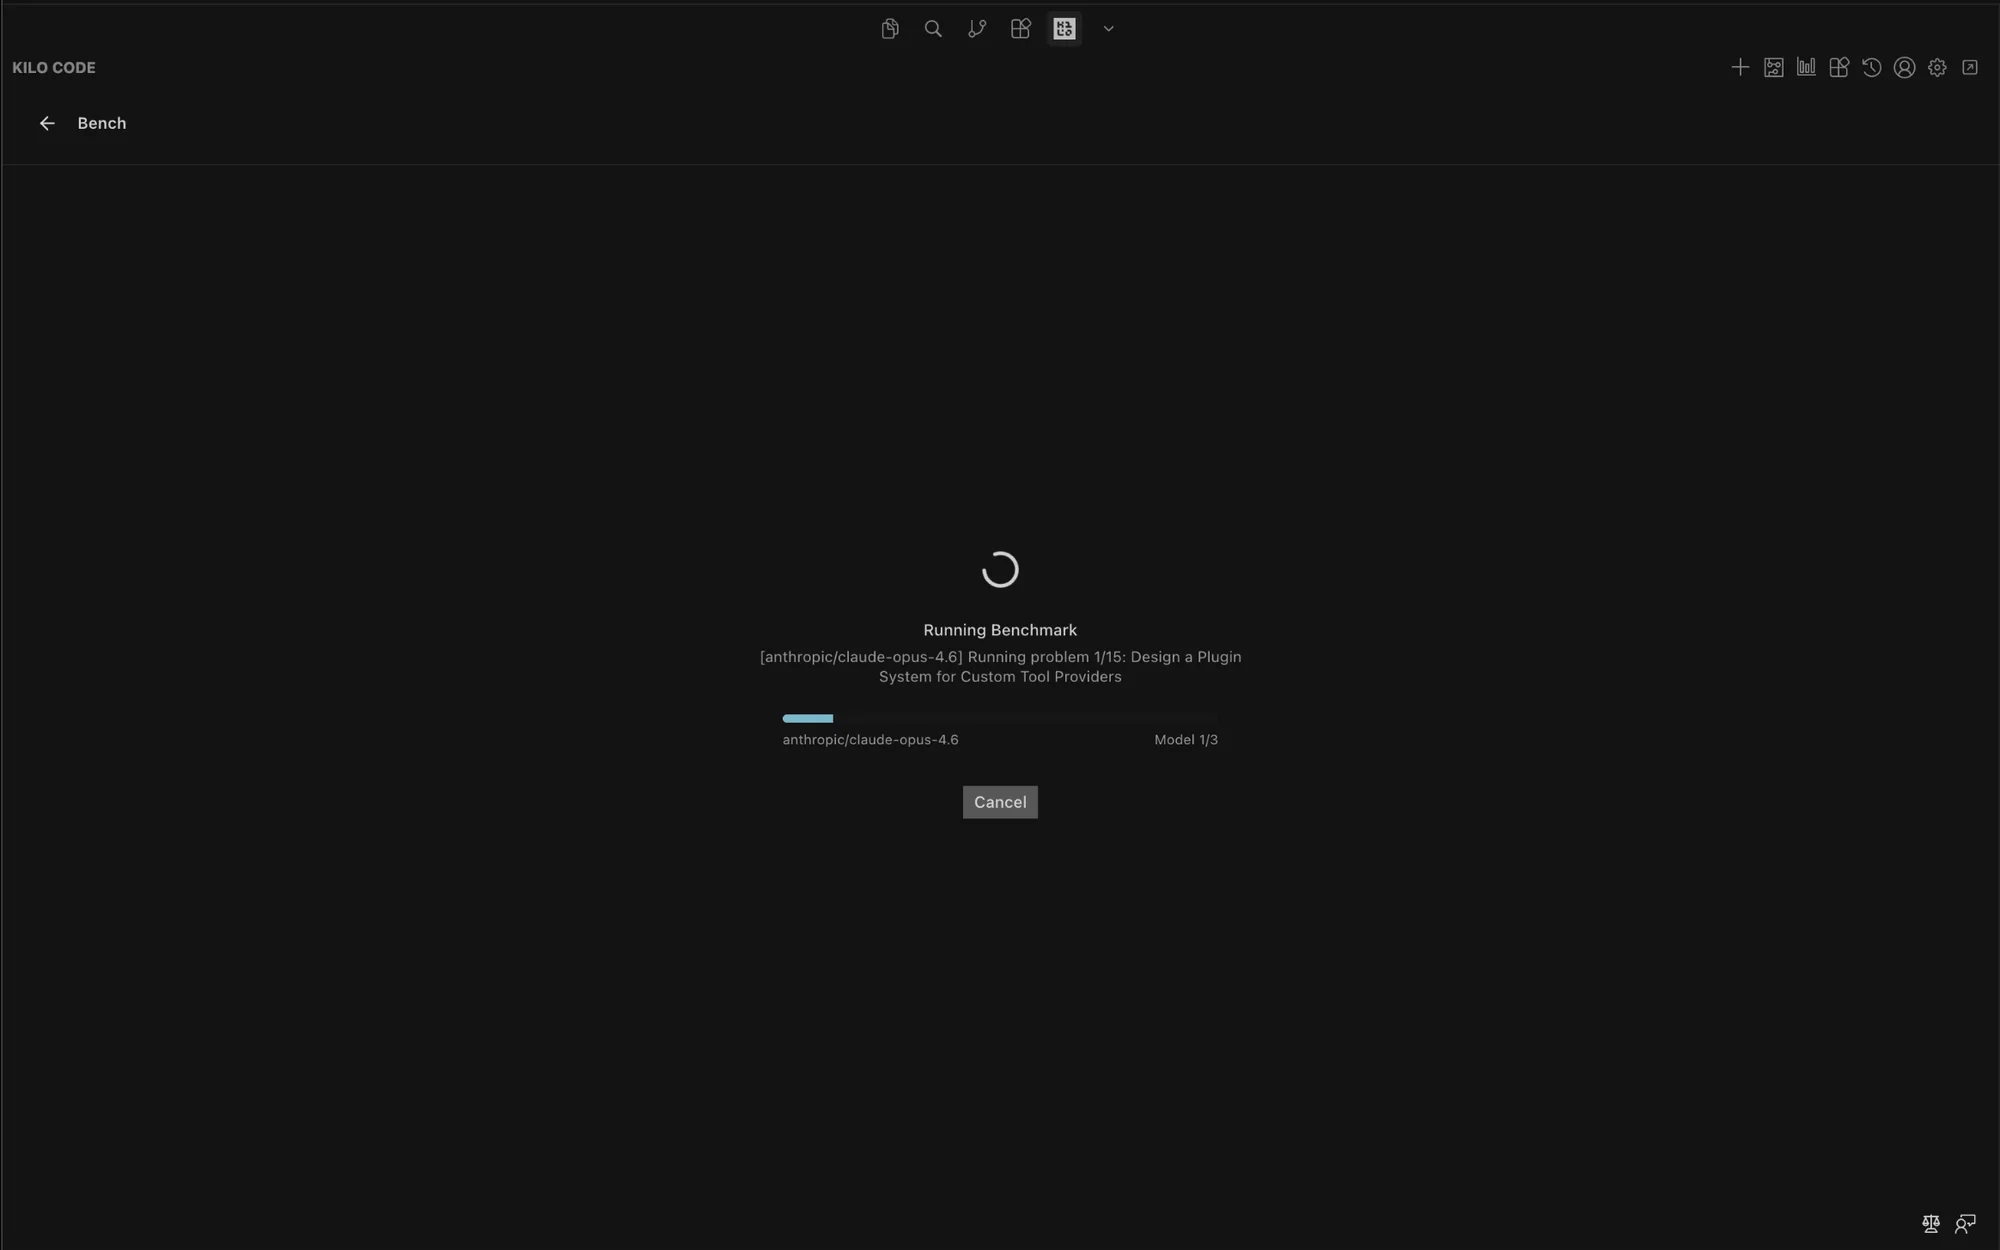 KILO CODE
Bench
Running Benchmark
[anthropic/claude-opus-4.6] Running problem 1/15: Design a Plugin
System for Custom Tool Providers
anthropic/claude-opus-4.6
Model 1/3
Cancel